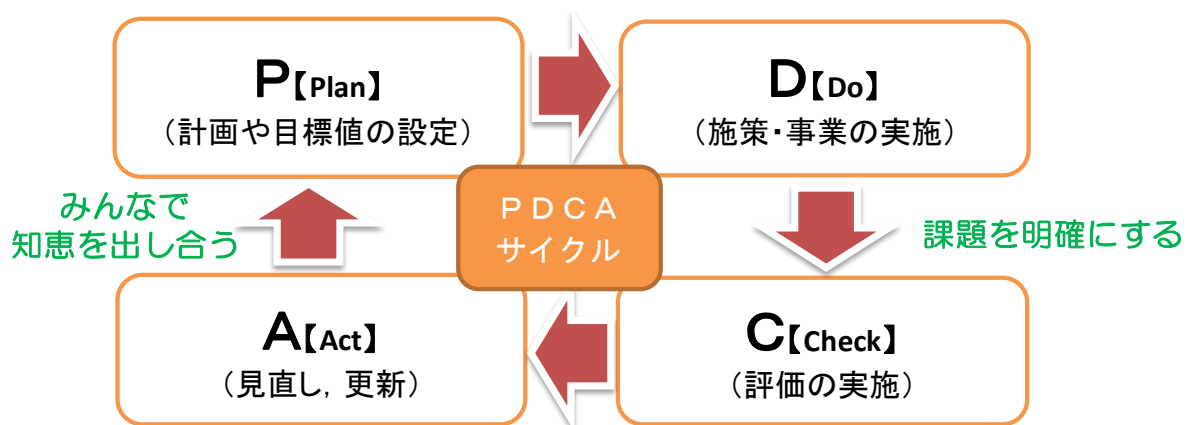 P【Plan】
（計画や目標値の設定）
D【Do】
（施策・事業の実施）
みんなで
知恵を出し合う
ＰＤＣＡ
サイクル
課題を明確にする
A【Act】
（見直し，更新）
C【Check】
（評価の実施）